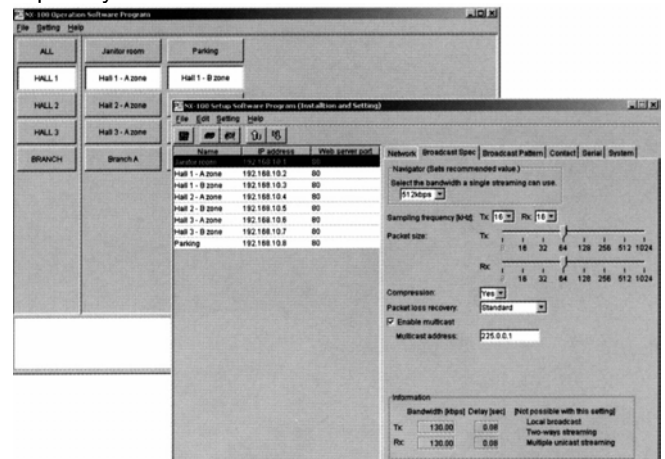 NX-100 Operation Software Program
File Setting Help
ALL Janitor room Parking
HALL 1 Hall 1 - A zone Hall 1 - B zone
HALL 2 Hall 2 - A zone
HALL 3 Hall 3 - A zone
BRANCH Branch A
NX-100 Setup Software Program (Installtion and Setting)
File Edit Setting Help
Name IP address Web server port
Janitor room 192.168.10.1 80
Hall 1 - A zone 192.168.10.2 80
Hall 1 - B zone 192.168.10.3 80
Hall 2 - A zone 192.168.10.4 80
Hall 2 - B zone 192.168.10.5 80
Hall 3 - A zone 192.168.10.6 80
Hall 3 - B zone 192.168.10.7 80
Parking 192.168.10.8 80
Network Broadcast Spec Broadcast Pattern Contact Serial System
Navigator (Sets recommended value.)
Select the bandwidth a single streaming can use.
512kbps
Sampling frequency [kHz] Tx: 16 Rx: 16
Packet size: Tx:
8 16 32 64 128 256 512 1024
Rx:
8 16 32 64 128 256 512 1024
Compression: Yes
Packet loss recovery: Standard
Enable multicast
Multicast address: 225.0.0.1
Information
Bandwidth [kbps] Delay [sec] [Not possible with this setting]
Tx: 130.00 0.08 Local broadcast
Two-ways streaming
Rx: 130.00 0.08 Multiple unicast streaming